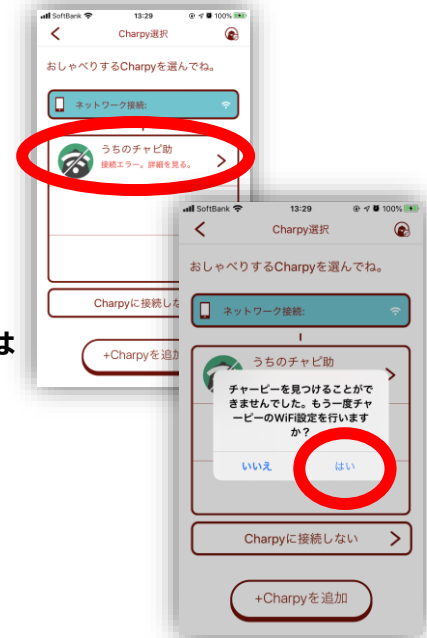 SoftBank 13:29 100%
Charpy選択
おしゃべりするCharpyを選んでね。
ネットワーク接続:
うちのチャピ助
接続エラー。詳細を見る。
Charpyに接続しな
+Charpyを追加
は
SoftBank 13:29 100%
Charpy選択
おしゃべりするCharpyを選んでね。
ネットワーク接続:
うちのチャピ助
チャーピーを見つけることがで
きませんでした。もう一度チャ
ーピーのWiFi設定を行います
か？
いいえ はい
Charpyに接続しない
+Charpyを追加